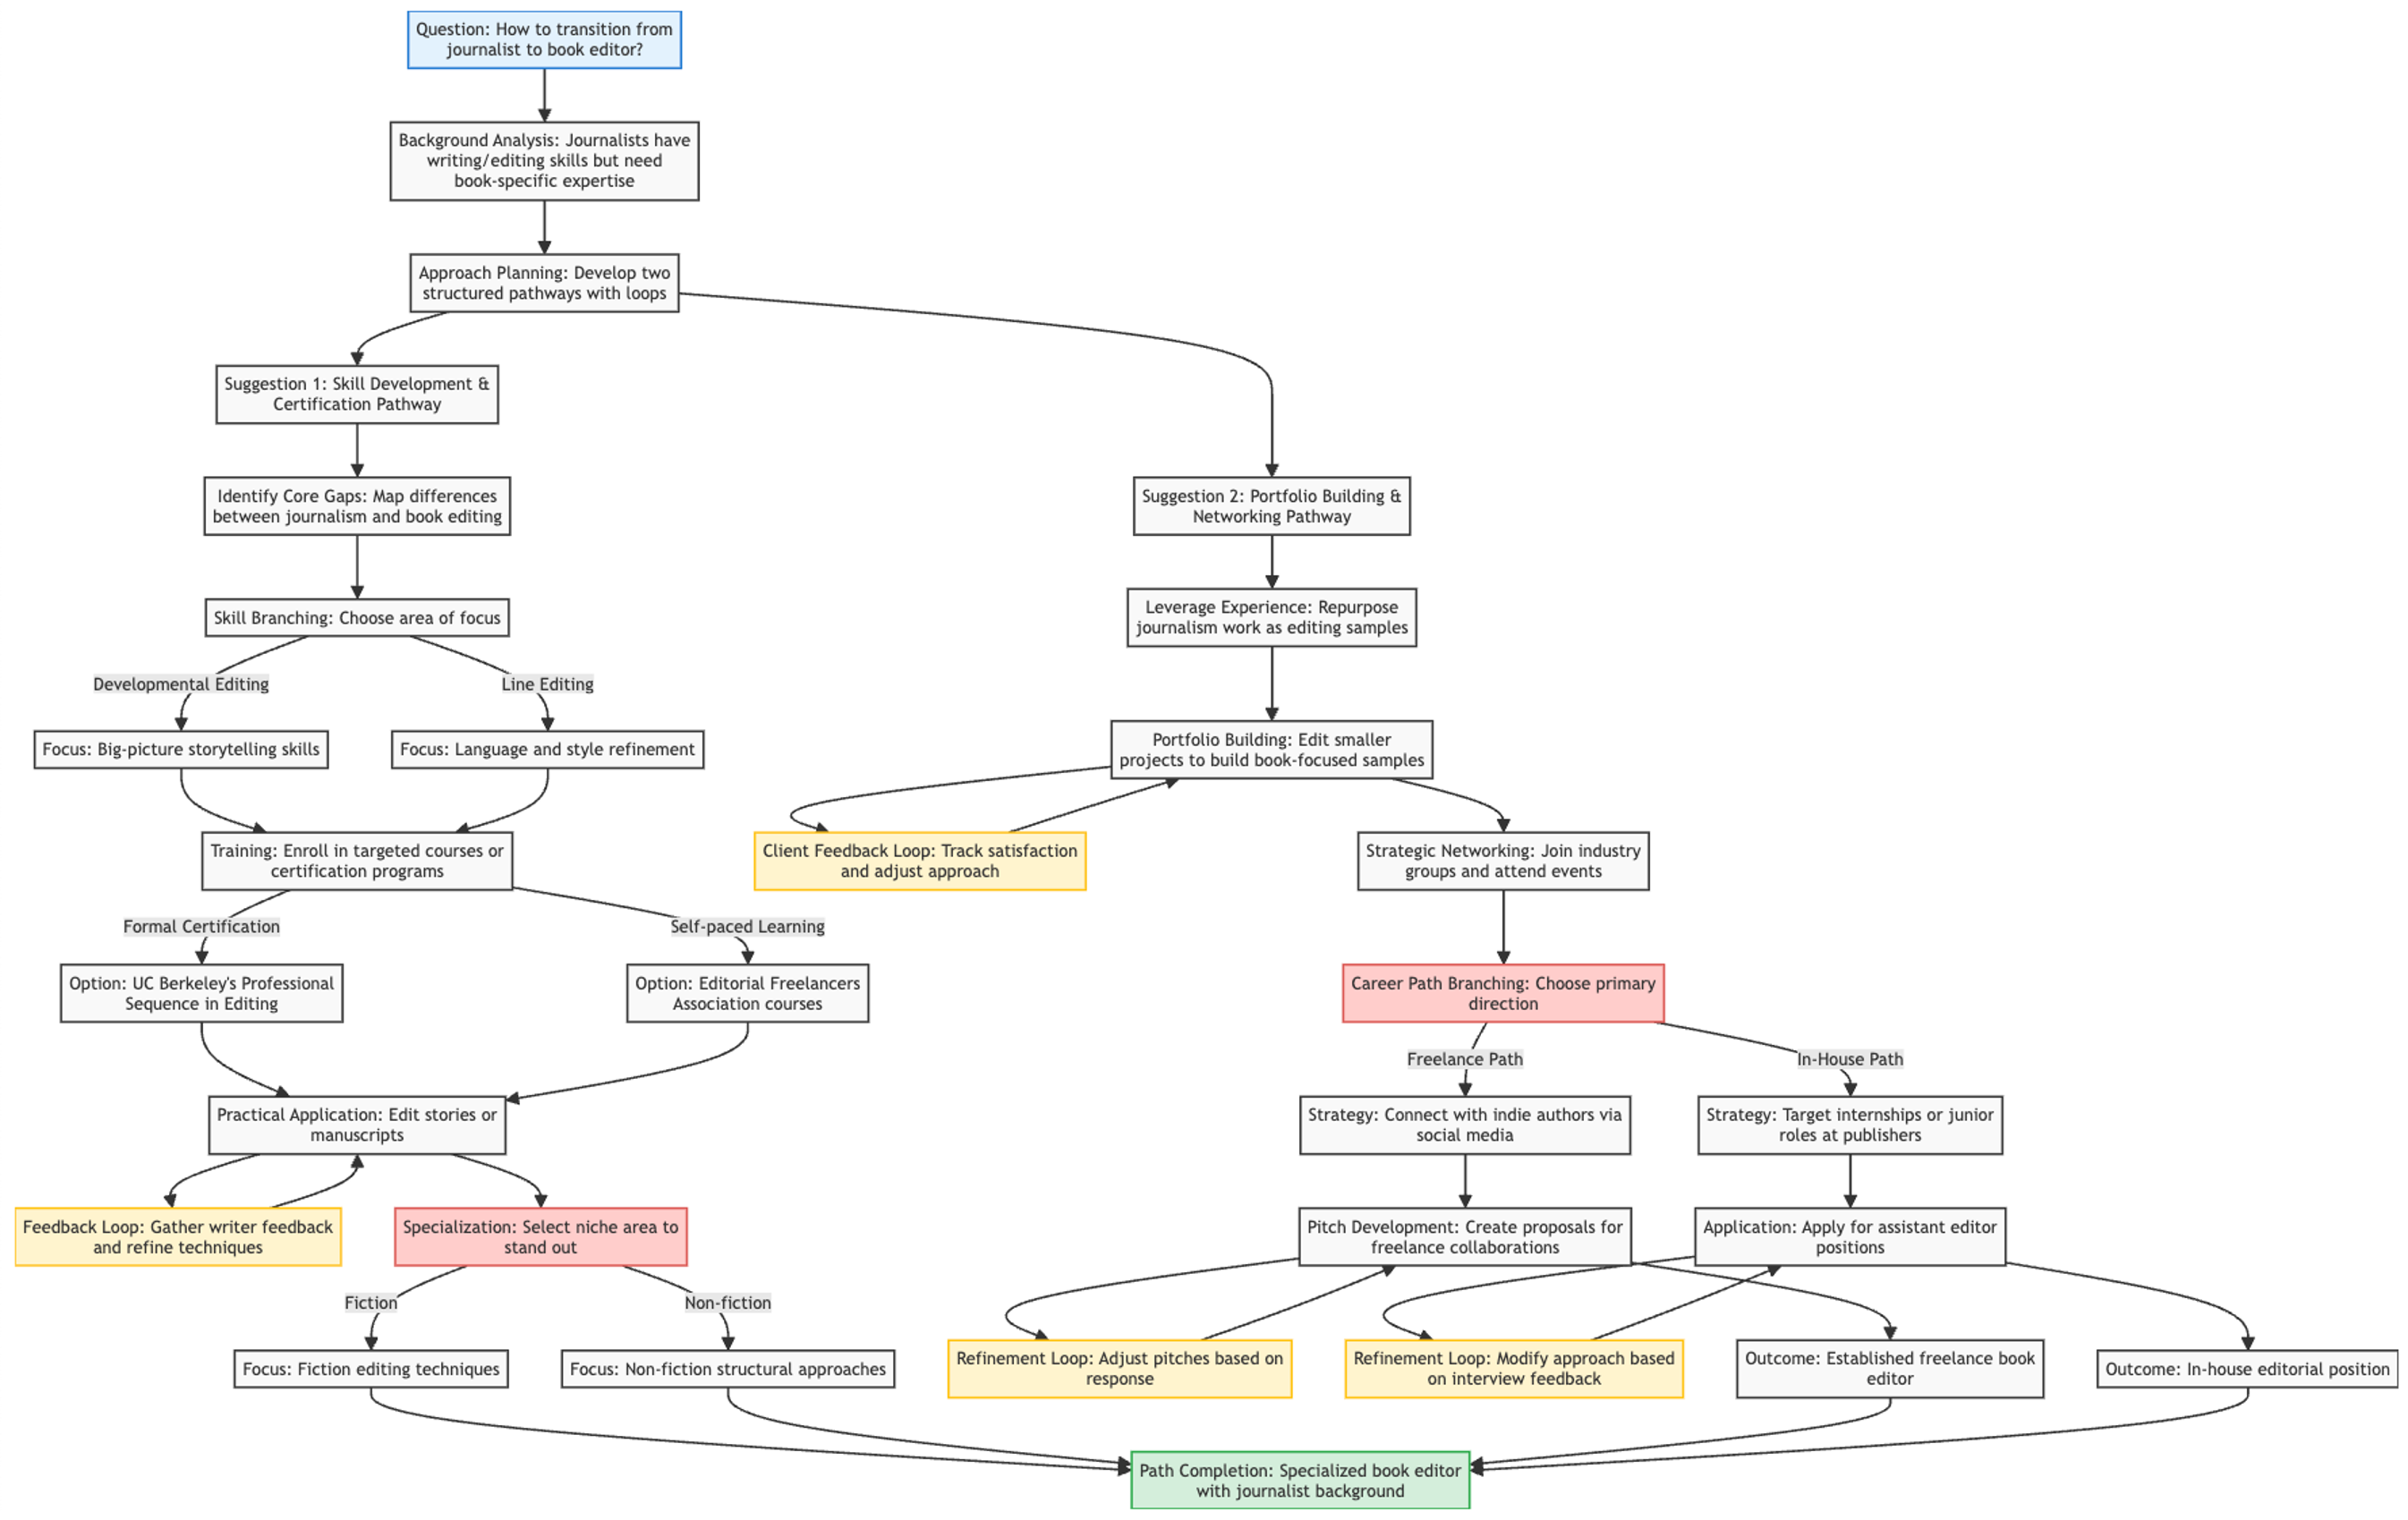 Question: How to transition from
journalist to book editor?
Background Analysis: Journalists have
writing/editing skills but need
book-specific expertise
Approach Planning: Develop two
structured pathways with loops
Suggestion 1: Skill Development &
Certification Pathway
Identify Core Gaps: Map differences
between journalism and book editing
Skill Branching: Choose area of focus
Developmental Editing
Line Editing
Focus: Big-picture storytelling skills
Focus: Language and style refinement
Training: Enroll in targeted courses or
certification programs
Formal Certification
Self-paced Learning
Option: UC Berkeley's Professional
Sequence in Editing
Option: Editorial Freelancers
Association courses
Practical Application: Edit stories or
manuscripts
Feedback Loop: Gather writer feedback
and refine techniques
Specialization: Select niche area to
stand out
Fiction
Non-fiction
Focus: Fiction editing techniques
Focus: Non-fiction structural approaches
Suggestion 2: Portfolio Building &
Networking Pathway
Leverage Experience: Repurpose
journalism work as editing samples
Portfolio Building: Edit smaller
projects to build book-focused samples
Client Feedback Loop: Track satisfaction
and adjust approach
Strategic Networking: Join industry
groups and attend events
Career Path Branching: Choose primary
direction
Freelance Path
In-House Path
Strategy: Connect with indie authors via
social media
Strategy: Target internships or junior
roles at publishers
Pitch Development: Create proposals for
freelance collaborations
Application: Apply for assistant editor
positions
Refinement Loop: Adjust pitches based on
response
Refinement Loop: Modify approach based
on interview feedback
Outcome: Established freelance book
editor
Outcome: In-house editorial position
Path Completion: Specialized book editor
with journalist background